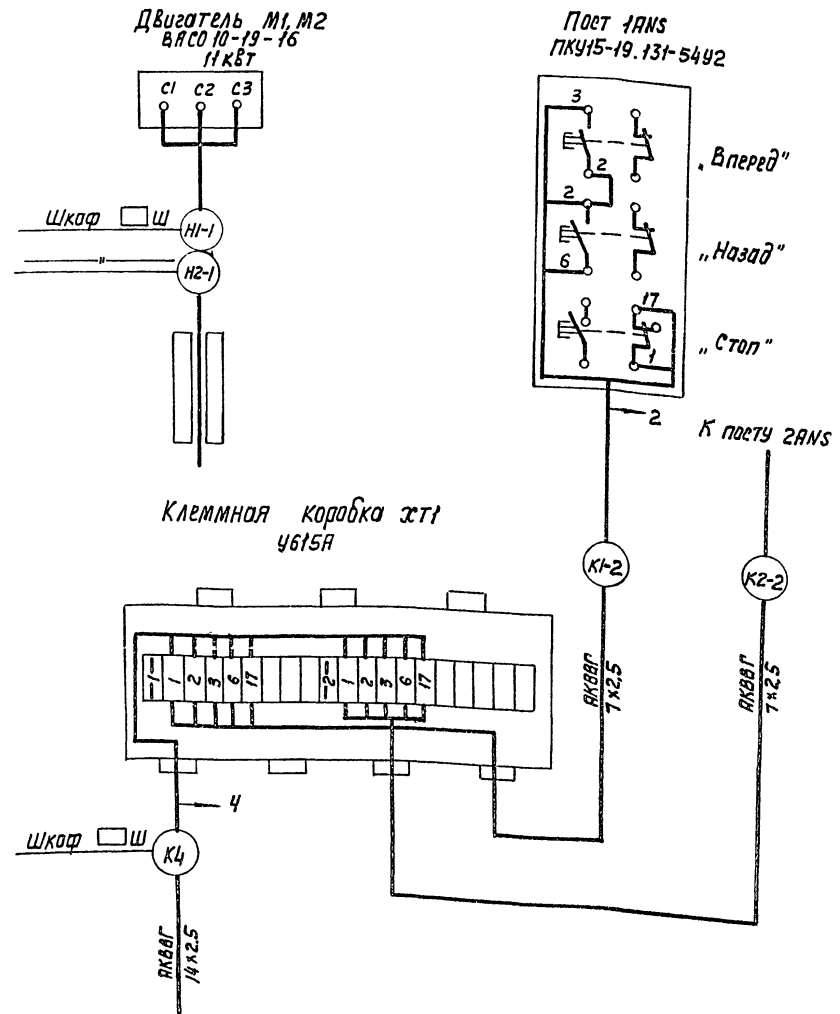 Двигатель М1, М2
ВАСО 10-19-16
11 кВт
С1 С2 С3
Шкаф Ш
Н1-1
Н2-1
Пост 1ANS
ПКУ15-19.131-54У2
3
2
2
6
17
1
„Вперед"
„Назад"
„Стоп"
2
К посту 2ANS
Клеммная коробка ХТ1
У615А
К1-2
К2-2
-1- 1 2 3 6 17 -2- 1 2 3 6 17
АКВВГ
7×2,5
АКВВГ
7×2,5
4
Шкаф Ш
К4
АКВВГ
14×2.5